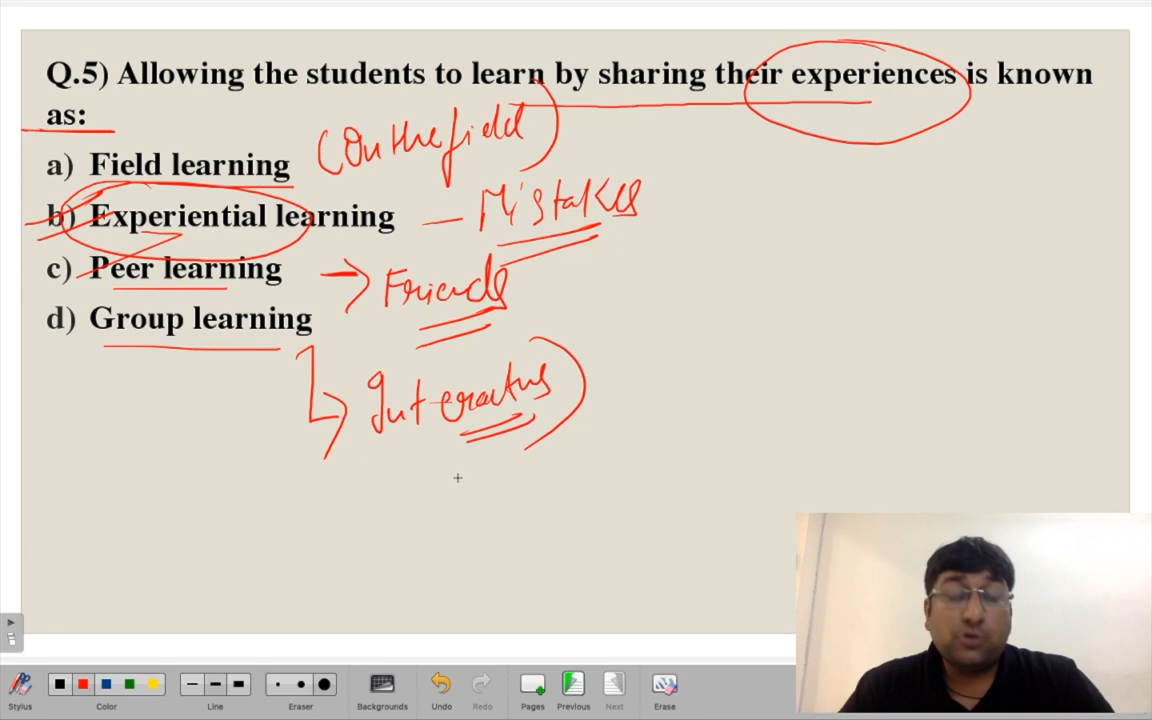 Q.5) Allowing the students to learn by sharing their experiences is known
as:
a) Field learning (On the field)
b) Experiential learning — Mistakes
c) Peer learning → Friends
d) Group learning
Stylus
Color
Line
Eraser
Backgrounds
Undo
Redo
Pages
Previous
Next
Erase